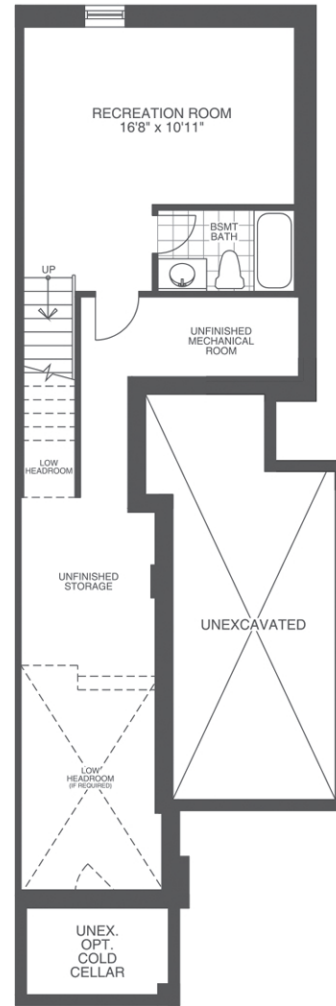 RECREATION ROOM
16'8" x 10'11"
BSMT
BATH
UP
UNFINISHED
MECHANICAL
ROOM
LOW
HEADROOM
UNFINISHED
STORAGE
UNEXCAVATED
LOW
HEADROOM
(IF REQUIRED)
UNEX.
OPT.
COLD
CELLAR